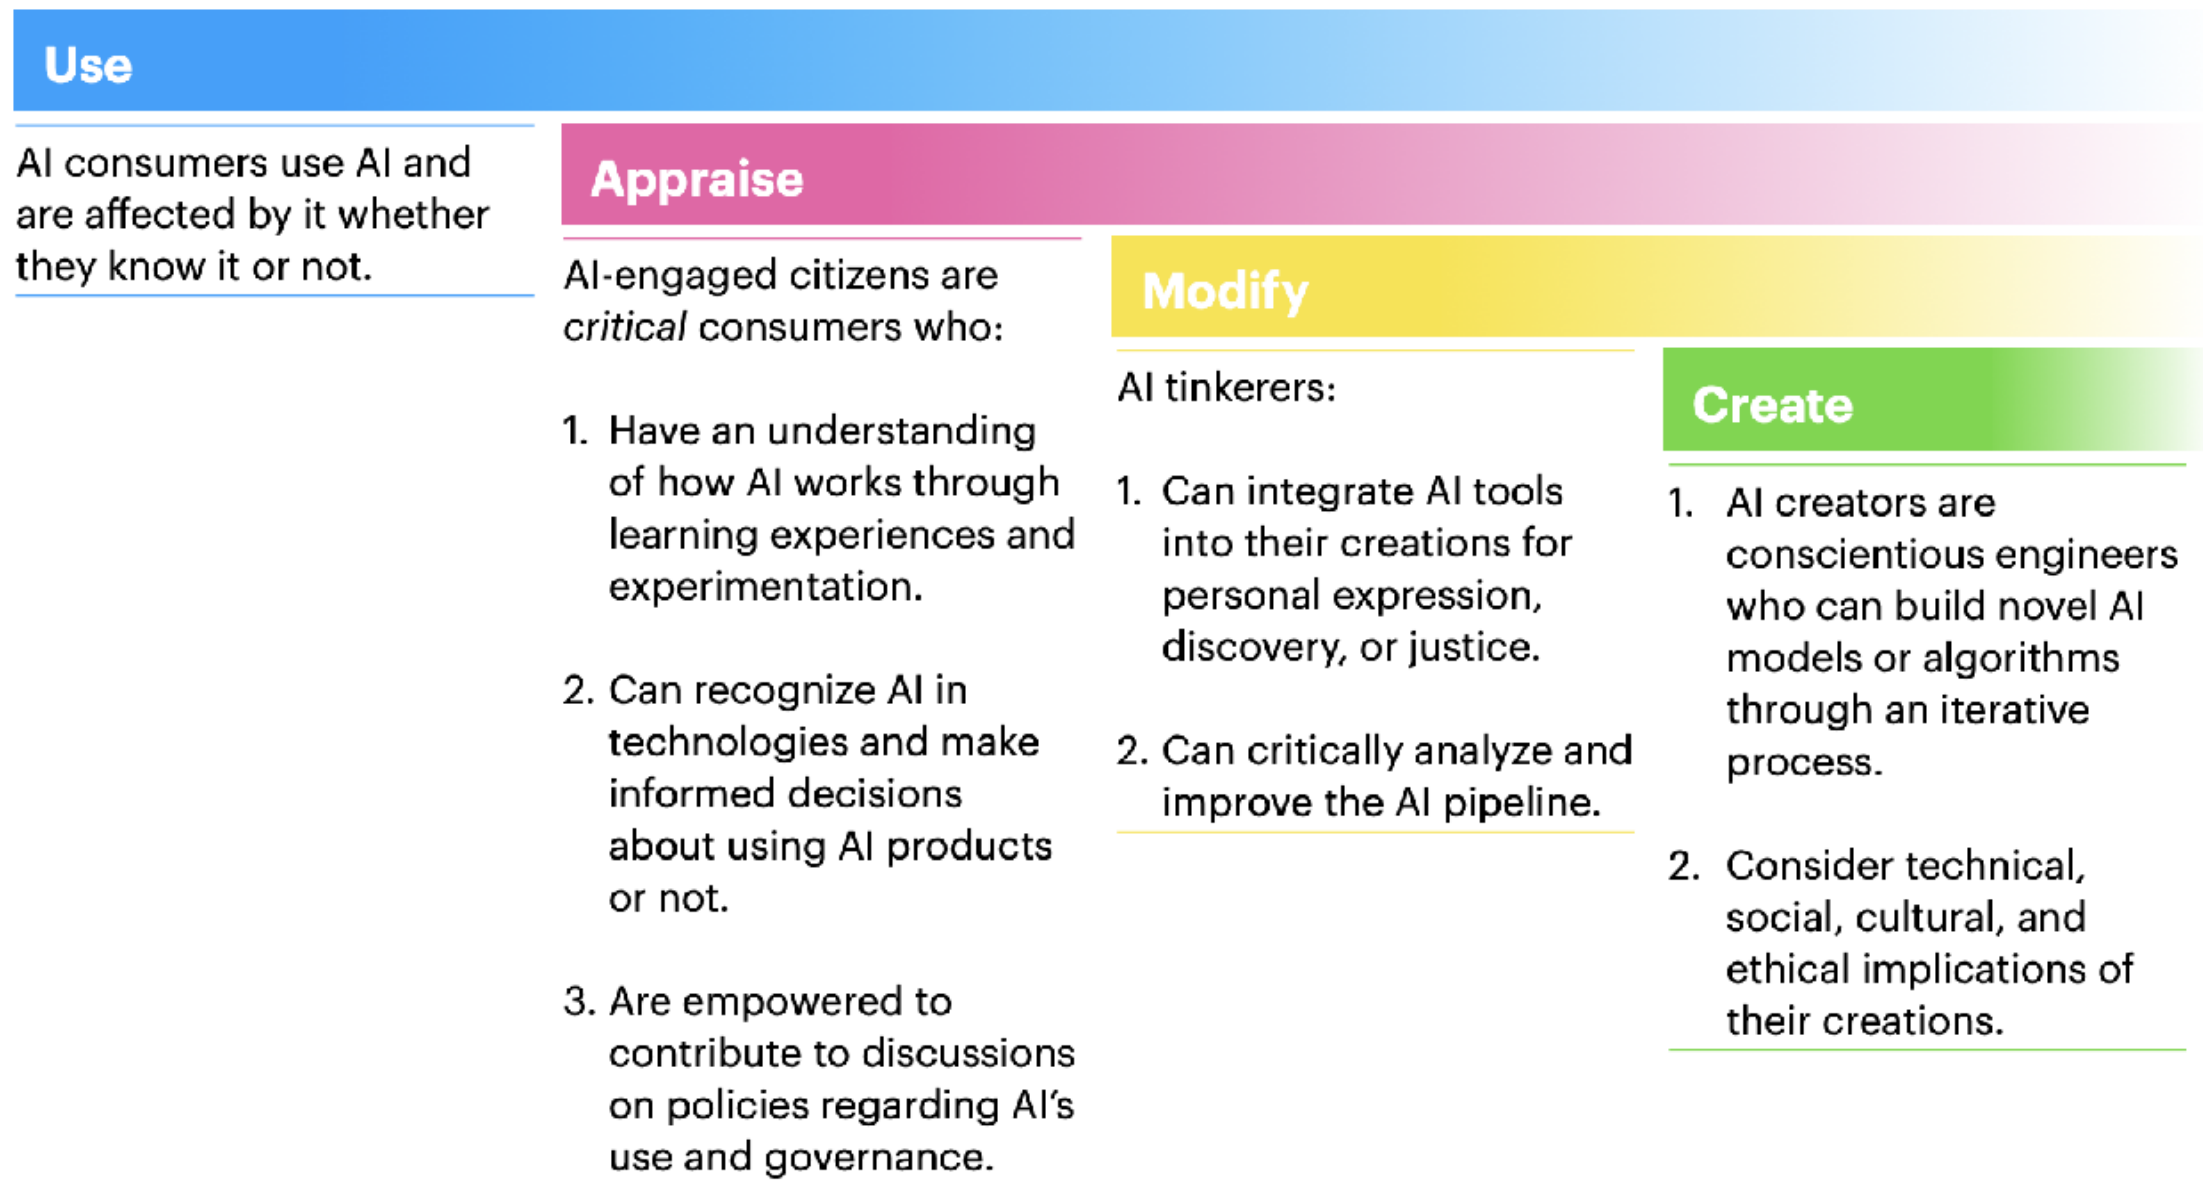 Use
AI consumers use AI and
are affected by it whether
they know it or not.
Appraise
AI-engaged citizens are
critical consumers who:
1. Have an understanding
of how AI works through
learning experiences and
experimentation.
2. Can recognize AI in
technologies and make
informed decisions
about using AI products
or not.
3. Are empowered to
contribute to discussions
on policies regarding AI’s
use and governance.
Modify
AI tinkerers:
1. Can integrate AI tools
into their creations for
personal expression,
discovery, or justice.
2. Can critically analyze and
improve the AI pipeline.
Create
1. AI creators are
conscientious engineers
who can build novel AI
models or algorithms
through an iterative
process.
2. Consider technical,
social, cultural, and
ethical implications of
their creations.